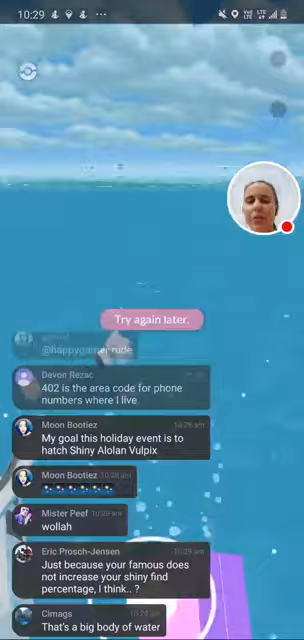 10:29
Try again later.
@happygamer rude
Devon Rezac
402 is the area code for phone
numbers where I live
Moon Bootiez 10:28 am
My goal this holiday event is to
hatch Shiny Alolan Vulpix
Moon Bootiez 10:28 am
Mister Peef 10:29 am
wollah
Eric Prosch-Jensen 10:29 am
Just because your famous does
not increase your shiny find
percentage, I think.. ?
Cimags 10:29 am
That's a big body of water